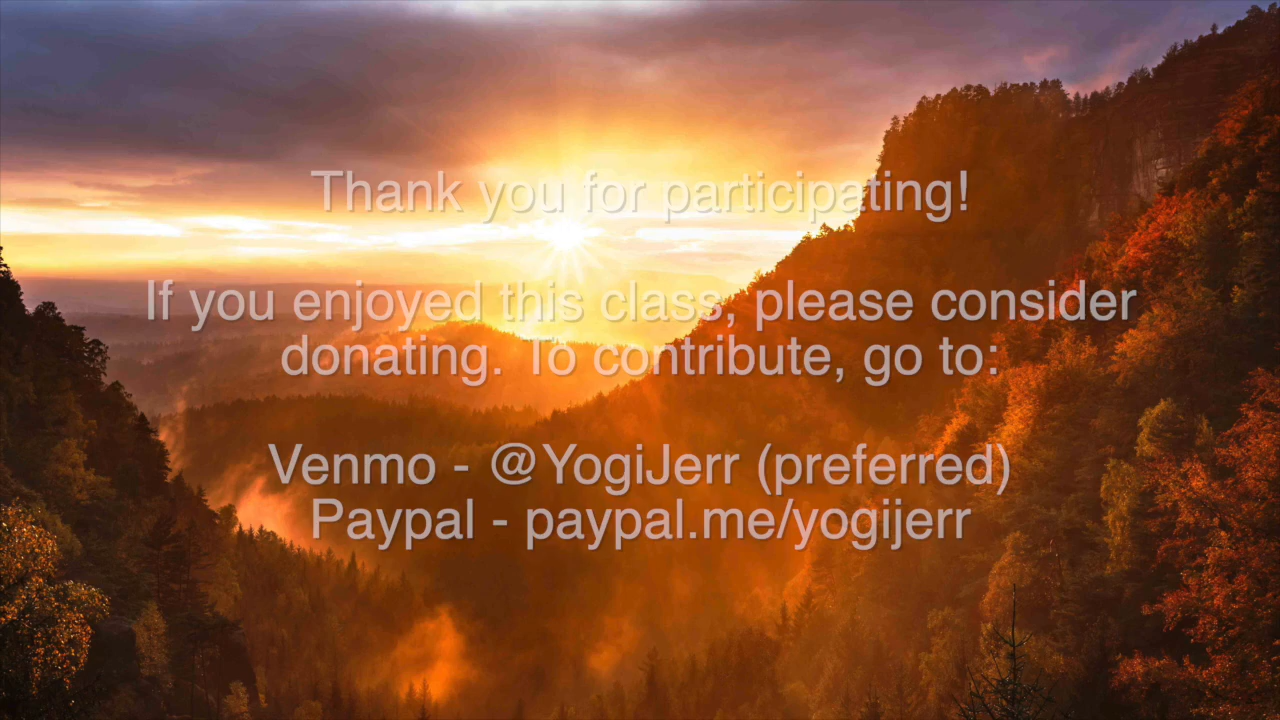 Thank you for participating!
If you enjoyed this class, please consider
donating. To contribute, go to:
Venmo - @YogiJerr (preferred)
Paypal - paypal.me/yogijerr